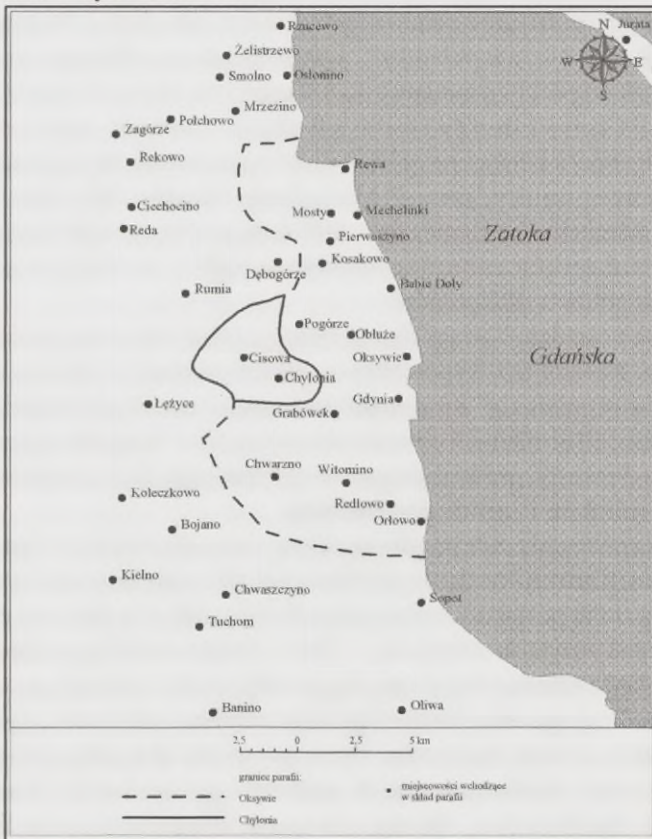 Rzucewo
N
Jurata
W
E
S
Żelistrzewo
Smolno
Osłonino
Mrzezino
Połchowo
Zagórze
Rekowo
Rewa
Ciechocino
Mosty
Mechelinki
Reda
Pierwoszyno
Zatoka
Dębogórze
Kosakowo
Rumia
Babie Doły
Pogórze
Obłuże
Cisowa
Oksywie
Gdańska
Chylonia
Łężyce
Gdynia
Grabówek
Chwarzno
Witomino
Koleczkowo
Redłowo
Orłowo
Bojano
Kielno
Chwaszczyno
Sopot
Tuchom
Banino
Oliwa
2,5 0 2,5 5 km
granice parafii:
Oksywie
Chylonia
miejscowości wchodzące
w skład parafii